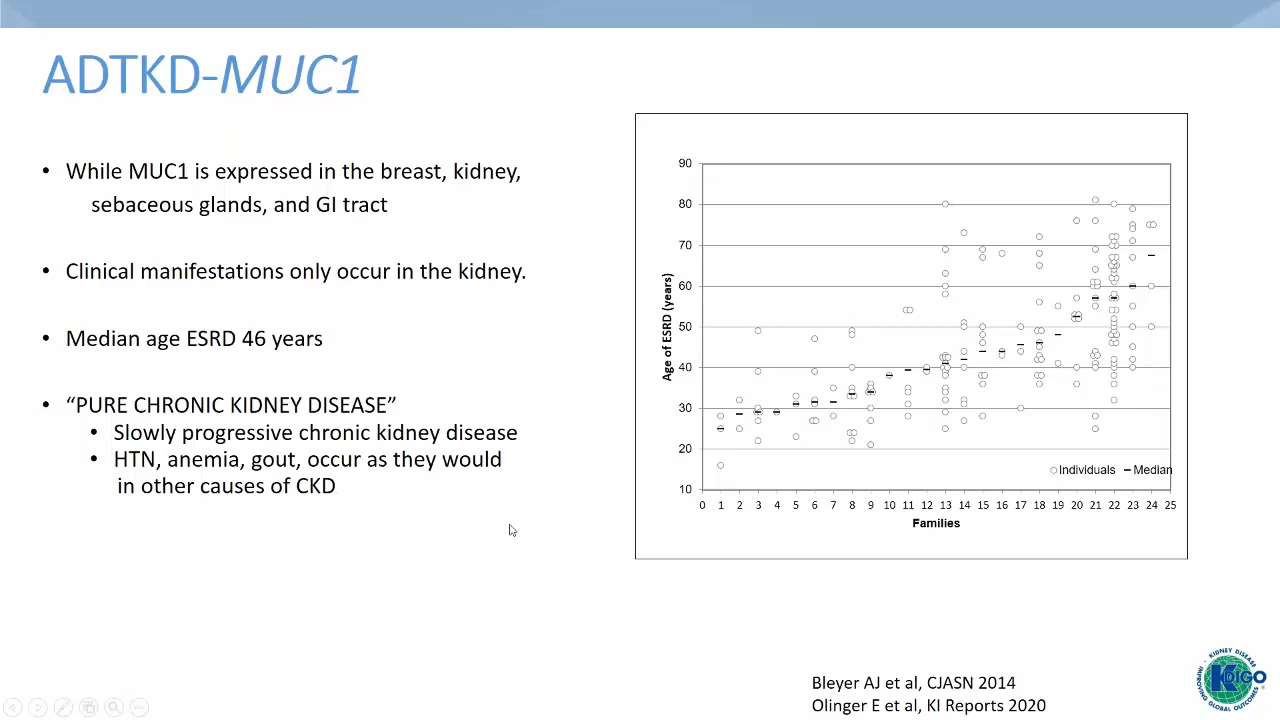 ADTKD-MUC1
• While MUC1 is expressed in the breast, kidney,
sebaceous glands, and GI tract
• Clinical manifestations only occur in the kidney.
• Median age ESRD 46 years
• “PURE CHRONIC KIDNEY DISEASE”
• Slowly progressive chronic kidney disease
• HTN, anemia, gout, occur as they would
in other causes of CKD
Age of ESRD (years)
90
80
70
60
50
40
30
20
10
Individuals Median
0 1 2 3 4 5 6 7 8 9 10 11 12 13 14 15 16 17 18 19 20 21 22 23 24 25
Families
Bleyer AJ et al, CJASN 2014
Olinger E et al, KI Reports 2020
KIDNEY DISEASE
KDIGO
IMPROVING GLOBAL OUTCOMES
®